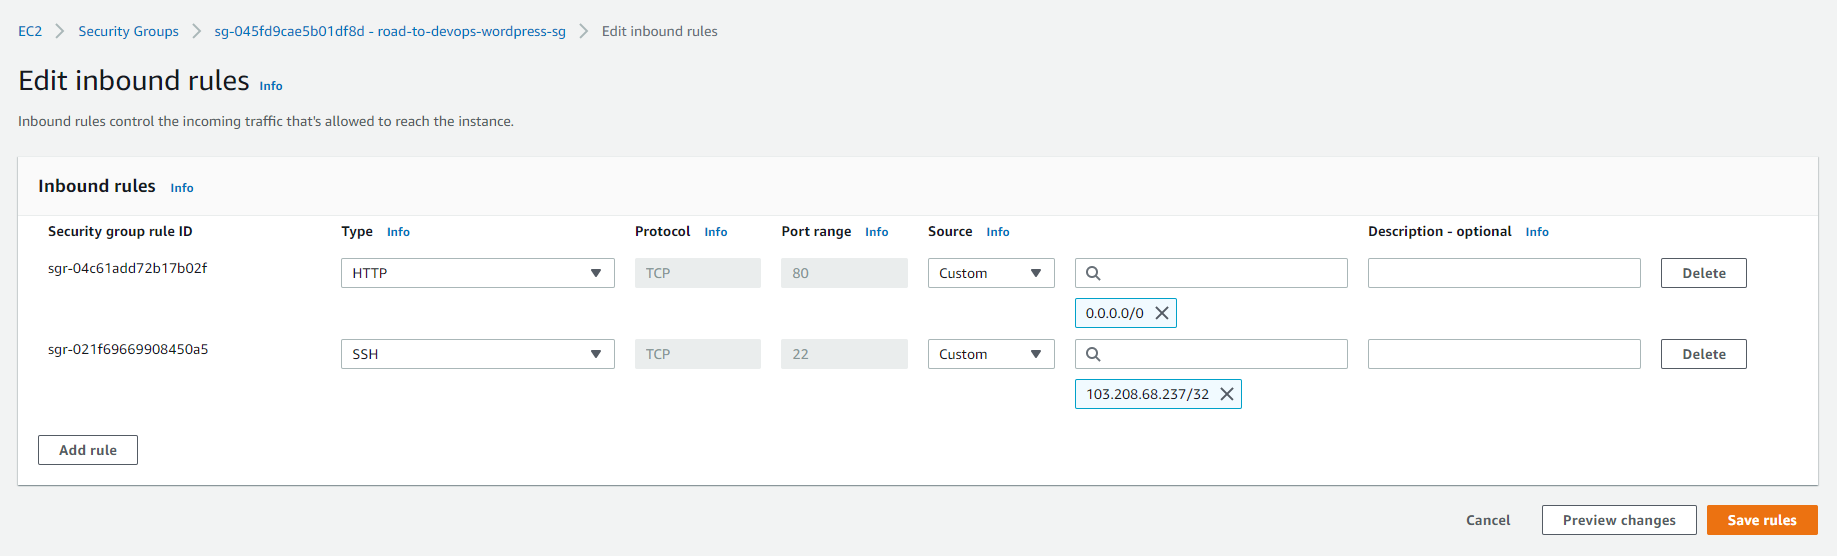 EC2 Security Groups sg-045fd9cae5b01df8d - road-to-devops-wordpress-sg Edit inbound rules
Edit inbound rules Info
Inbound rules control the incoming traffic that's allowed to reach the instance.
Inbound rules Info
Security group rule ID Type Info Protocol Info Port range Info Source Info Description - optional Info
sgr-04c61add72b17b02f HTTP TCP 80 Custom Delete
0.0.0.0/0
sgr-021f69669908450a5 SSH TCP 22 Custom Delete
103.208.68.237/32
Add rule
Cancel Preview changes Save rules